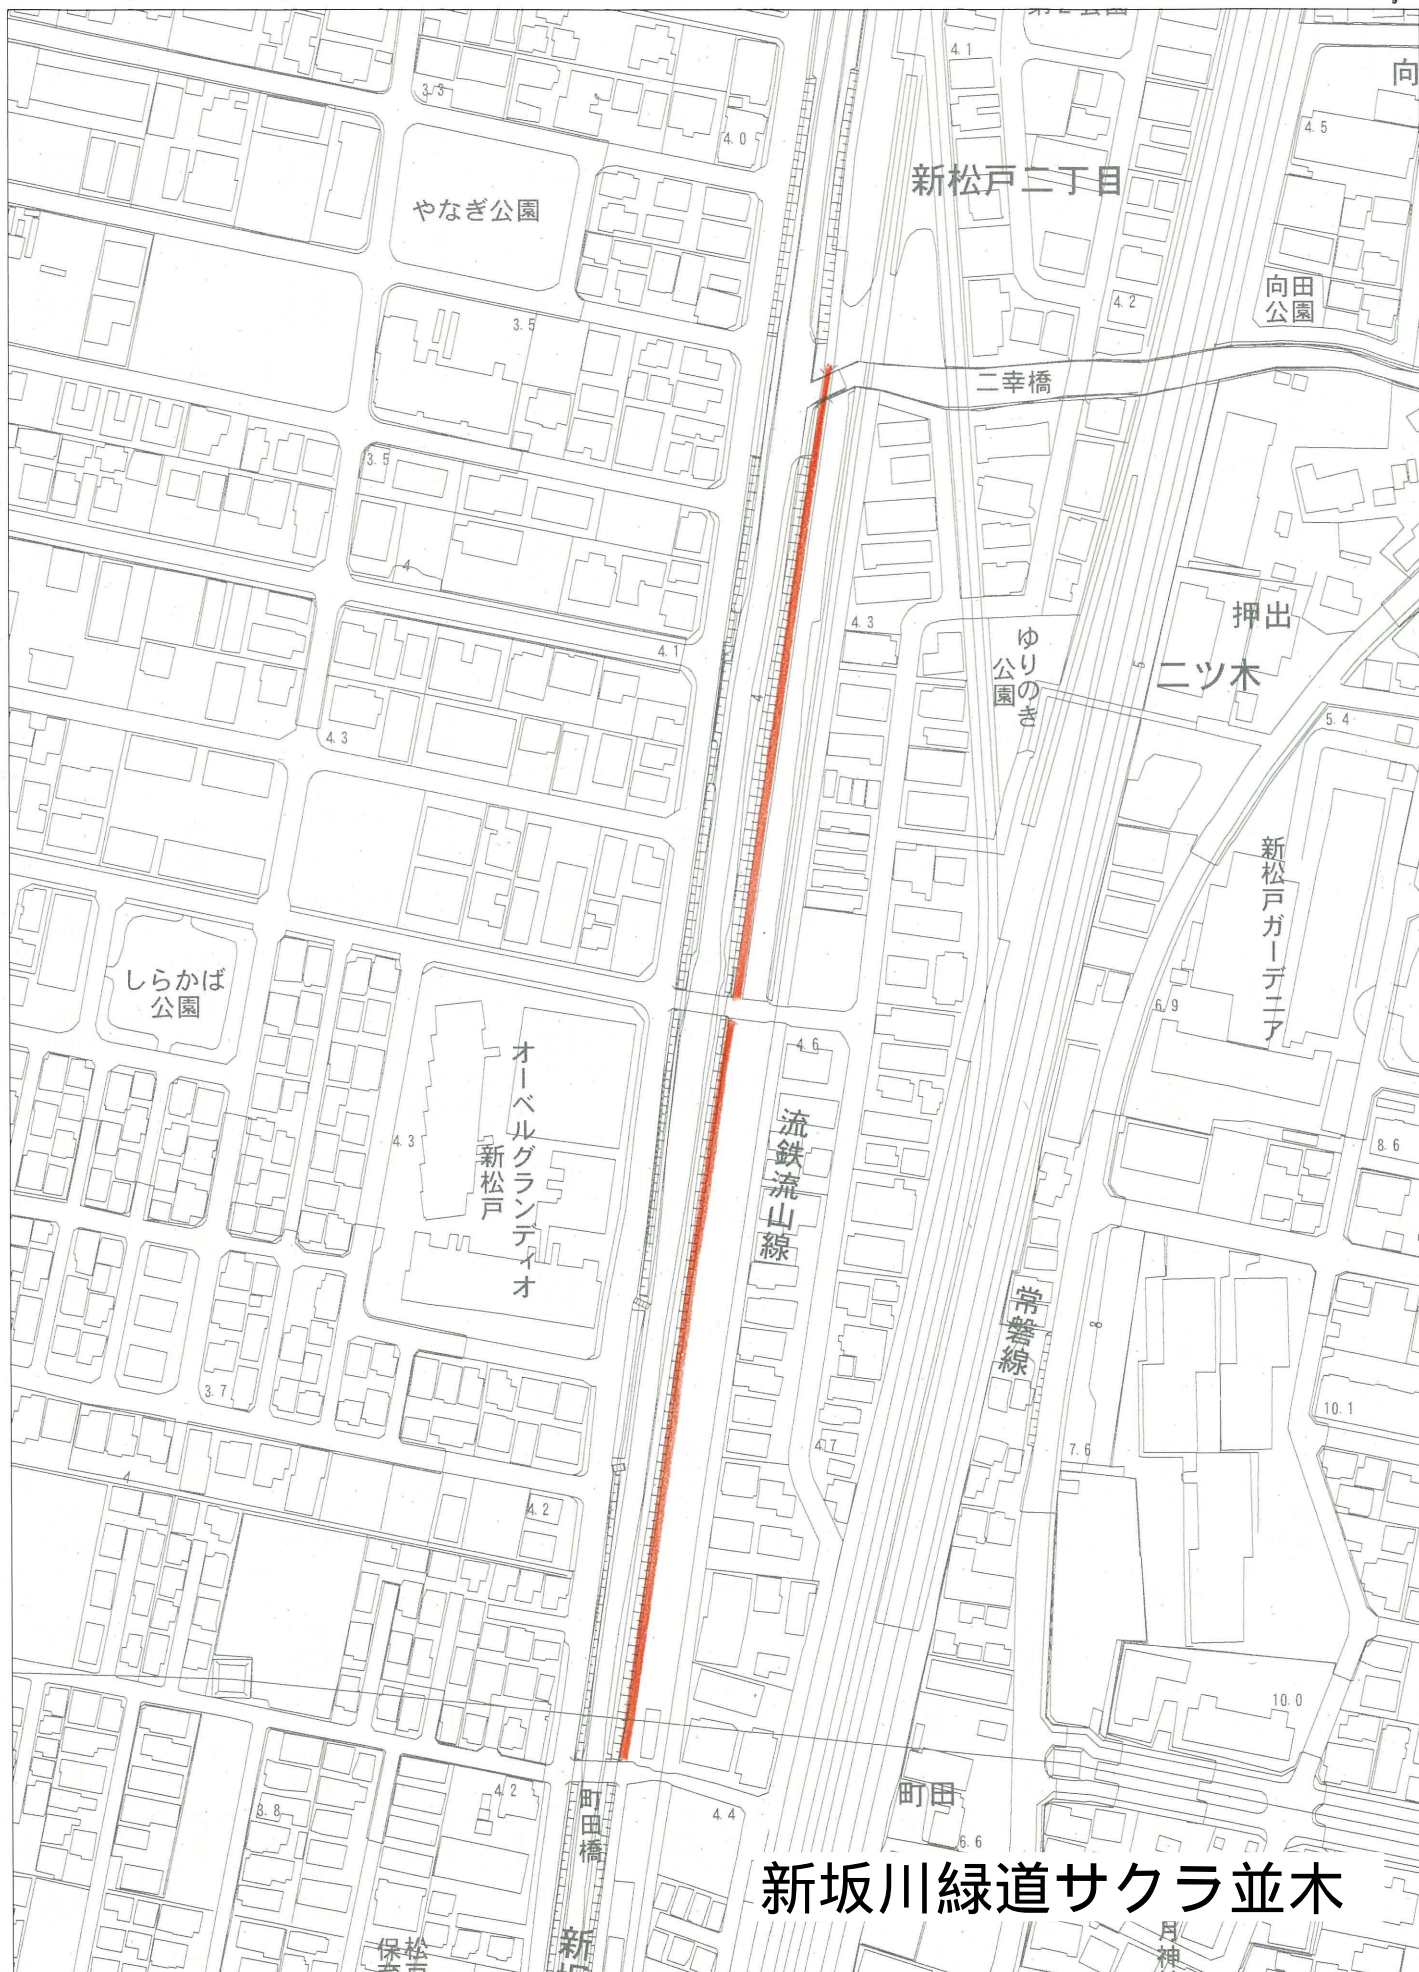 4.1
向
3.3
4.0
4.5
新松戸二丁目
やなぎ公園
向田
公園
4.2
3.5
二幸橋
3.5
4
押出
4.3
4.1
ゆりのき
公園
二ツ木
5
4
5.4
4.3
新松戸ガーデニア
しらかば
公園
6.9
4.6
オーベルグランディオ
新松戸
流鉄流山線
4.3
8.6
常磐線
8
3.7
10.1
4.7
7.6
4
4.2
10.0
町田
4.2
町田橋
3.8
4.4
6.6
新坂川緑道サクラ並木
新